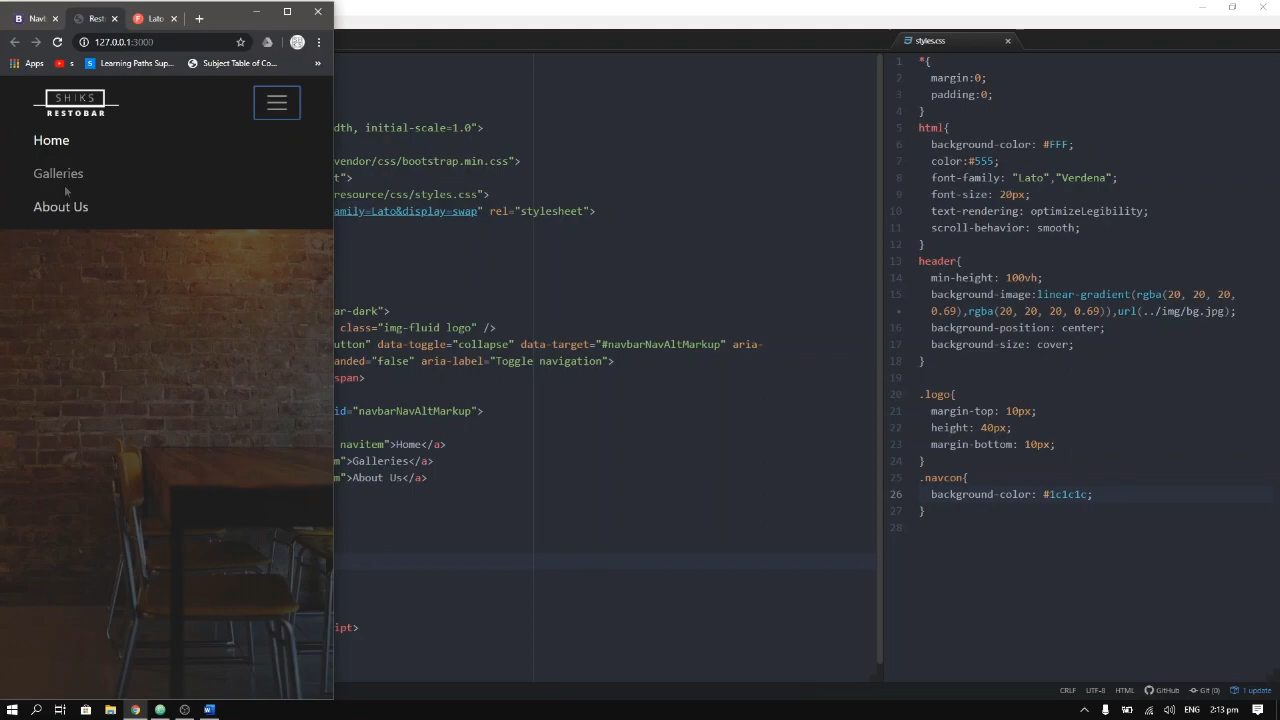 Navb
Resto
Lato
127.0.0.1:3000
Apps
s
S
Learning Paths Sup...
Subject Table of Co...
»
SHIKS
RESTOBAR
Home
Galleries
About Us
dth, initial-scale=1.0">
vendor/css/bootstrap.min.css">
t">
resource/css/styles.css">
family=Lato&display=swap" rel="stylesheet">
ar-dark">
class="img-fluid logo" />
utton" data-toggle="collapse" data-target="#navbarNavAltMarkup" aria-
anded="false" aria-label="Toggle navigation">
span>
id="navbarNavAltMarkup">
navitem">Home</a>
m">Galleries</a>
m">About Us</a>
ipt>
styles.css
1 *{
2 margin:0;
3 padding:0;
4 }
5 html{
6 background-color: #FFF;
7 color:#555;
8 font-family: "Lato","Verdena";
9 font-size: 20px;
10 text-rendering: optimizeLegibility;
11 scroll-behavior: smooth;
12 }
13 header{
14 min-height: 100vh;
15 background-image:linear-gradient(rgba(20, 20, 20,
• 0.69),rgba(20, 20, 20, 0.69)),url(../img/bg.jpg);
16 background-position: center;
17 background-size: cover;
18 }
19
20 .logo{
21 margin-top: 10px;
22 height: 40px;
23 margin-bottom: 10px;
24 }
25 .navcon{
26 background-color: #1c1c1c;
27 }
28
CRLF UTF-8 HTML GitHub Git (0) 1 update
ENG 2:13 pm